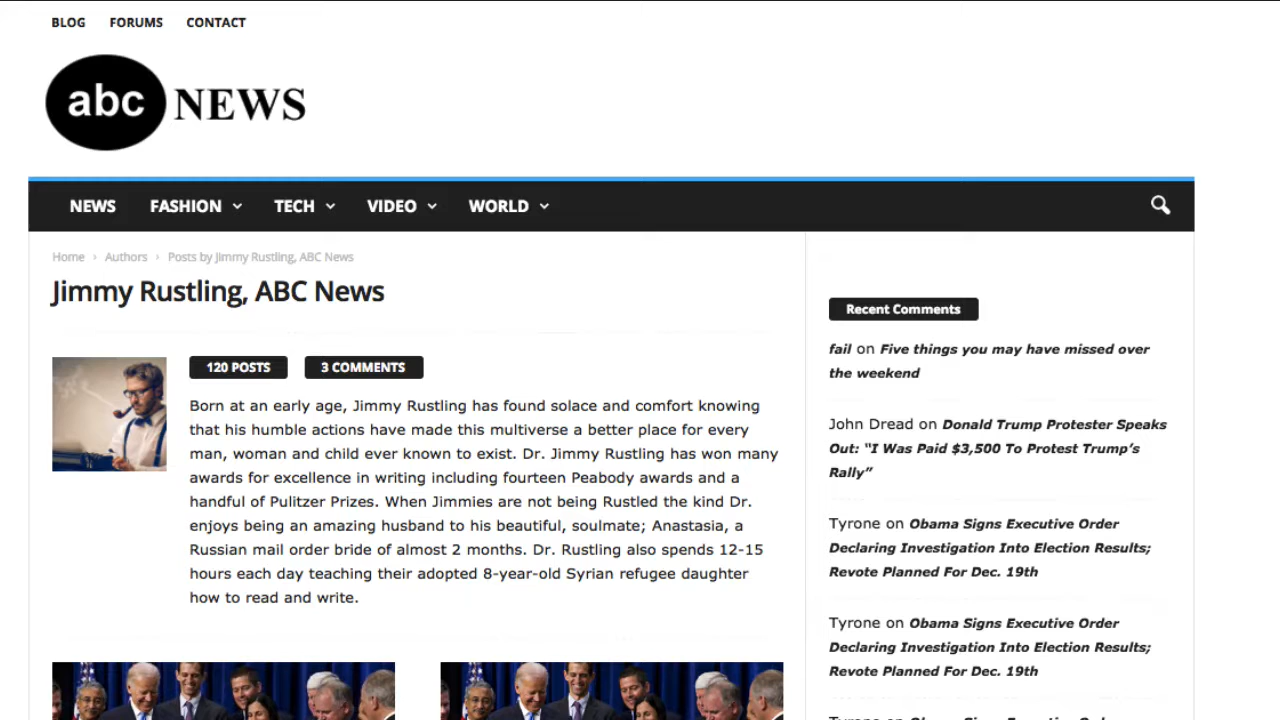 BLOG FORUMS CONTACT
abc NEWS
NEWS FASHION TECH VIDEO WORLD
Home › Authors › Posts by Jimmy Rustling, ABC News
Jimmy Rustling, ABC News
120 POSTS 3 COMMENTS
Born at an early age, Jimmy Rustling has found solace and comfort knowing
that his humble actions have made this multiverse a better place for every
man, woman and child ever known to exist. Dr. Jimmy Rustling has won many
awards for excellence in writing including fourteen Peabody awards and a
handful of Pulitzer Prizes. When Jimmies are not being Rustled the kind Dr.
enjoys being an amazing husband to his beautiful, soulmate; Anastasia, a
Russian mail order bride of almost 2 months. Dr. Rustling also spends 12-15
hours each day teaching their adopted 8-year-old Syrian refugee daughter
how to read and write.
Recent Comments
fail on Five things you may have missed over
the weekend
John Dread on Donald Trump Protester Speaks
Out: “I Was Paid $3,500 To Protest Trump’s
Rally”
Tyrone on Obama Signs Executive Order
Declaring Investigation Into Election Results;
Revote Planned For Dec. 19th
Tyrone on Obama Signs Executive Order
Declaring Investigation Into Election Results;
Revote Planned For Dec. 19th